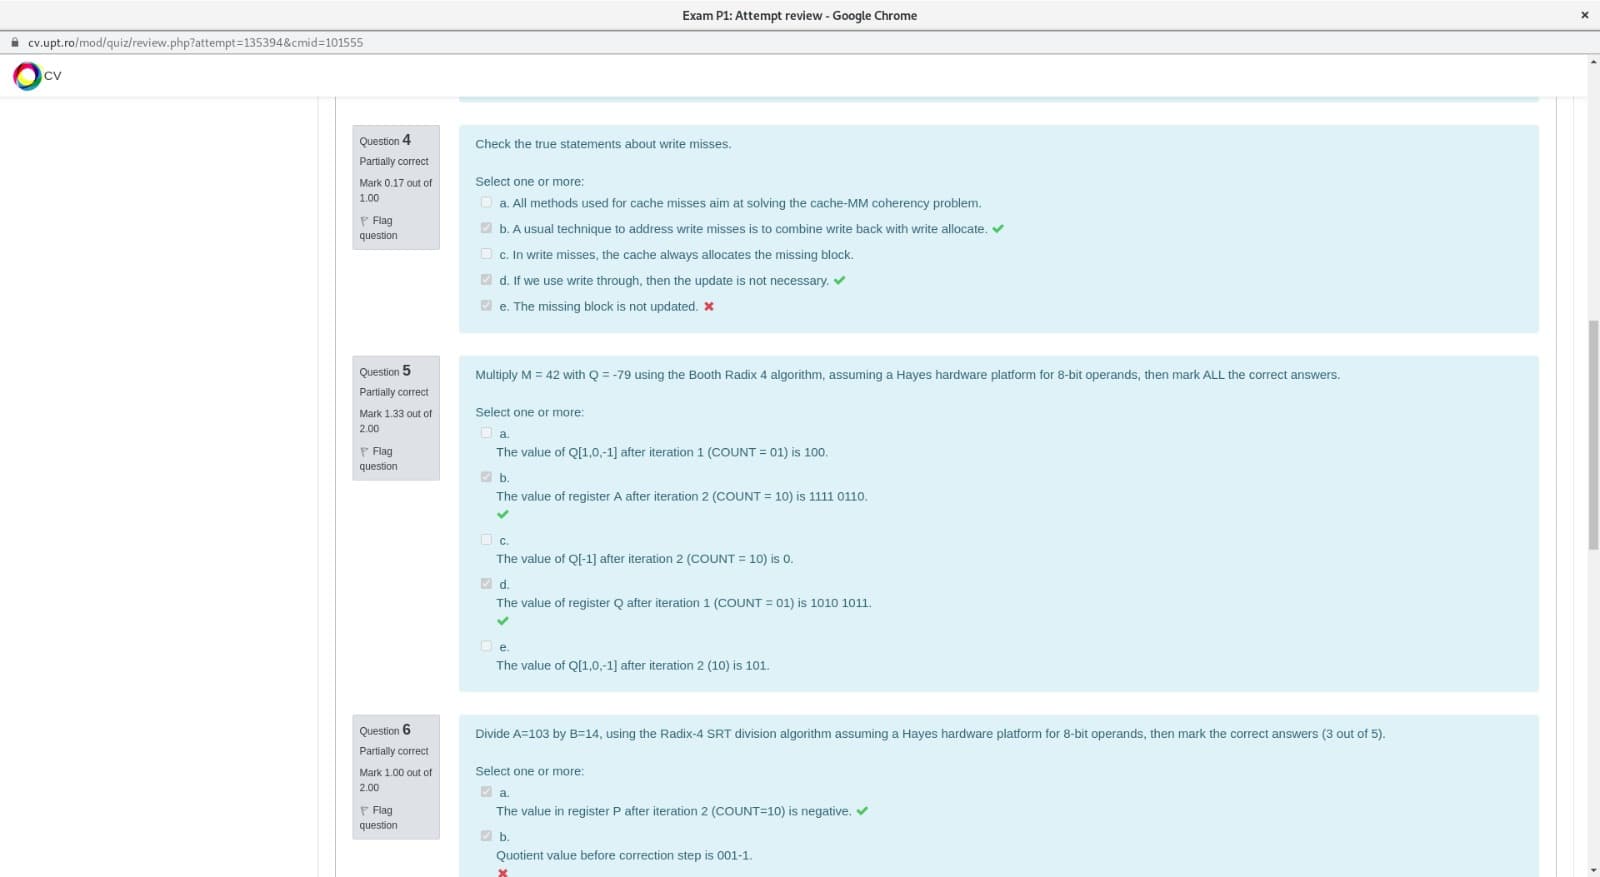 Exam P1: Attempt review - Google Chrome
×
cv.upt.ro/mod/quiz/review.php?attempt=135394&cmid=101555
CV
Question 4
Partially correct
Mark 0.17 out of
1.00
Flag
question
Check the true statements about write misses.
Select one or more:
a. All methods used for cache misses aim at solving the cache-MM coherency problem.
b. A usual technique to address write misses is to combine write back with write allocate.
c. In write misses, the cache always allocates the missing block.
d. If we use write through, then the update is not necessary.
e. The missing block is not updated.
Question 5
Partially correct
Mark 1.33 out of
2.00
Flag
question
Multiply M = 42 with Q = -79 using the Booth Radix 4 algorithm, assuming a Hayes hardware platform for 8-bit operands, then mark ALL the correct answers.
Select one or more:
a.
The value of Q[1,0,-1] after iteration 1 (COUNT = 01) is 100.
b.
The value of register A after iteration 2 (COUNT = 10) is 1111 0110.
c.
The value of Q[-1] after iteration 2 (COUNT = 10) is 0.
d.
The value of register Q after iteration 1 (COUNT = 01) is 1010 1011.
e.
The value of Q[1,0,-1] after iteration 2 (10) is 101.
Question 6
Partially correct
Mark 1.00 out of
2.00
Flag
question
Divide A=103 by B=14, using the Radix-4 SRT division algorithm assuming a Hayes hardware platform for 8-bit operands, then mark the correct answers (3 out of 5).
Select one or more:
a.
The value in register P after iteration 2 (COUNT=10) is negative.
b.
Quotient value before correction step is 001-1.